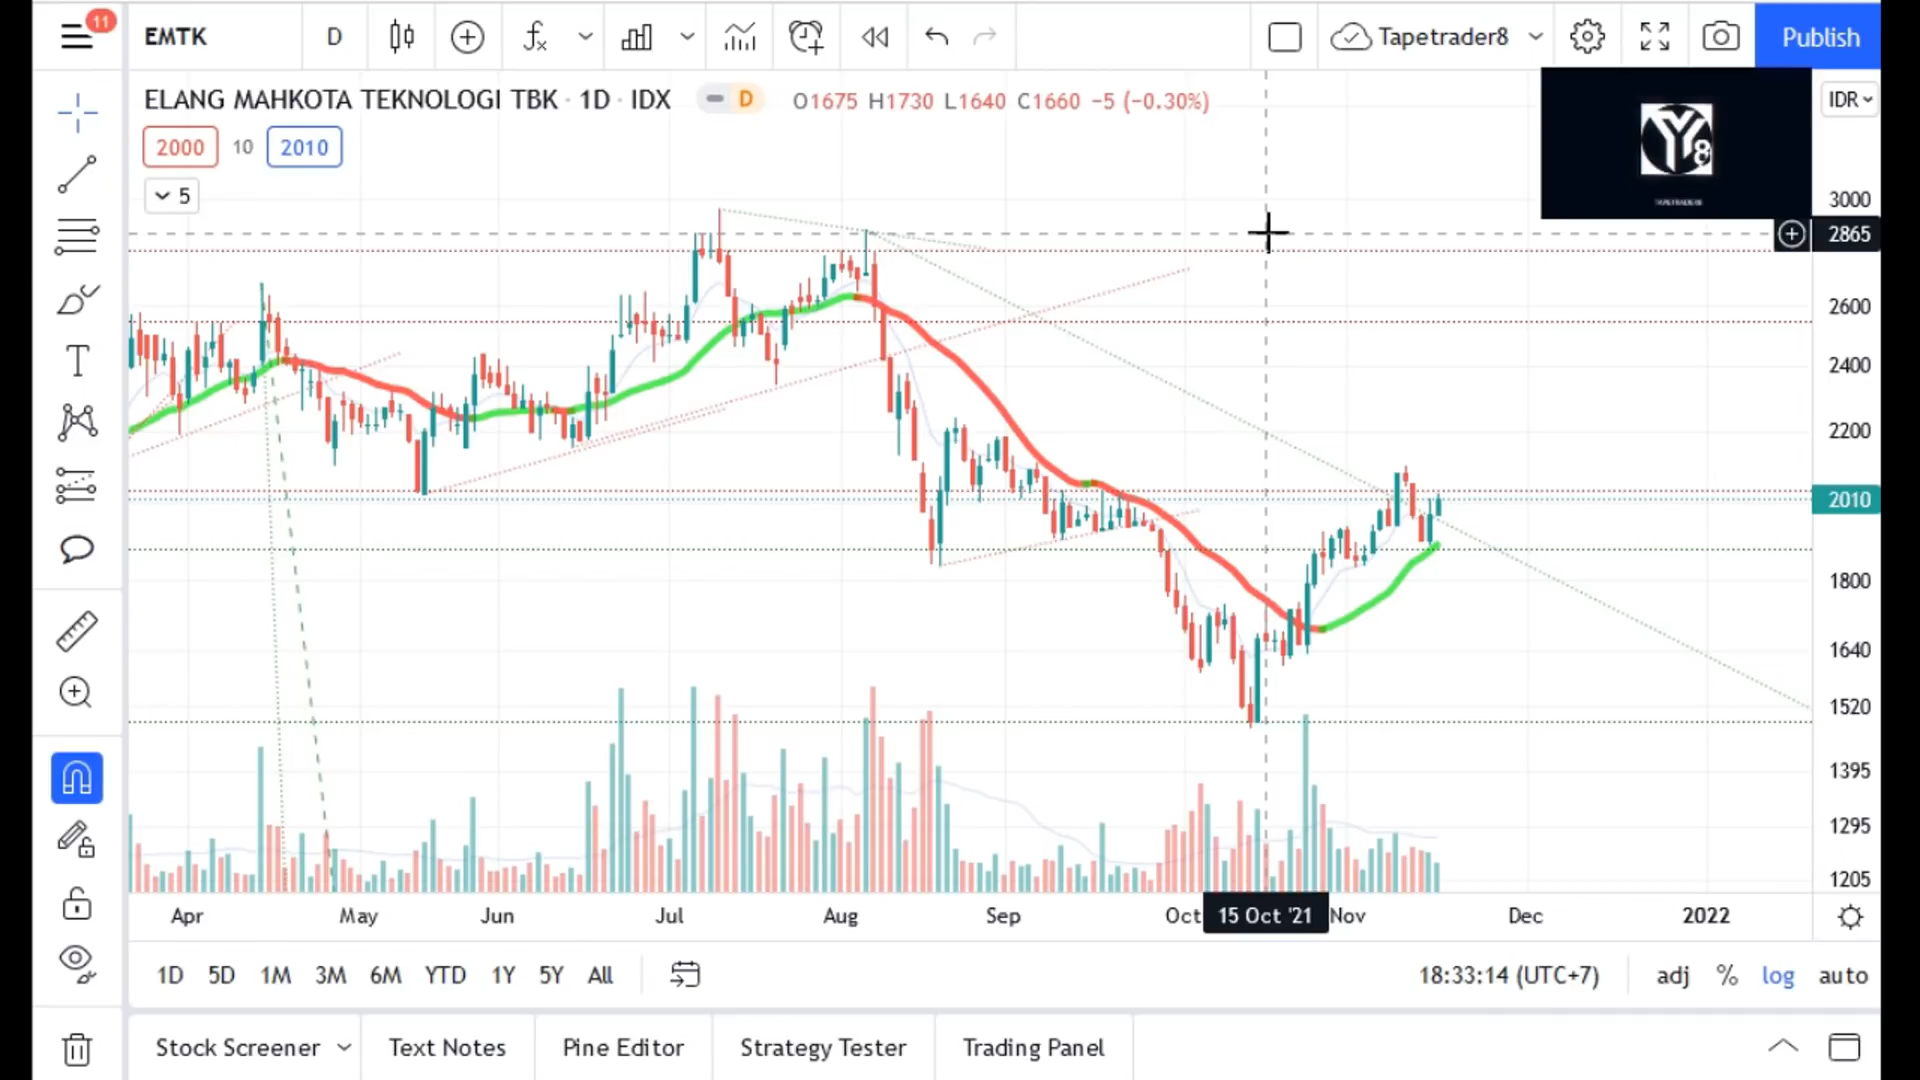 11 EMTK D Tapetrader8 Publish
ELANG MAHKOTA TEKNOLOGI TBK · 1D · IDX D O1675 H1730 L1640 C1660 −5 (−0.30%) IDR
2000 10 2010
5
Y8
TAPETRADER8
3000
2865
2600
2400
2200
2010
1800
1640
1520
1395
1295
1205
Apr May Jun Jul Aug Sep Oct 15 Oct '21 Nov Dec 2022
1D 5D 1M 3M 6M YTD 1Y 5Y All 18:33:14 (UTC+7) adj % log auto
Stock Screener Text Notes Pine Editor Strategy Tester Trading Panel